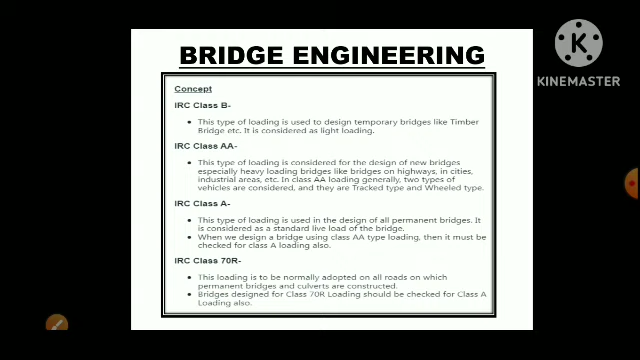 BRIDGE ENGINEERING
K
KINEMASTER
Concept
IRC Class B-
• This type of loading is used to design temporary bridges like Timber
Bridge etc. It is considered as light loading.
IRC Class AA-
• This type of loading is considered for the design of new bridges
especially heavy loading bridges like bridges on highways, in cities,
industrial areas, etc. In class AA loading generally, two types of
vehicles are considered, and they are Tracked type and Wheeled type.
IRC Class A-
• This type of loading is used in the design of all permanent bridges. It
is considered as a standard live load of the bridge.
• When we design a bridge using class AA type loading, then it must be
checked for class A loading also.
IRC Class 70R-
• This loading is to be normally adopted on all roads on which
permanent bridges and culverts are constructed.
• Bridges designed for Class 70R Loading should be checked for Class A
Loading also.